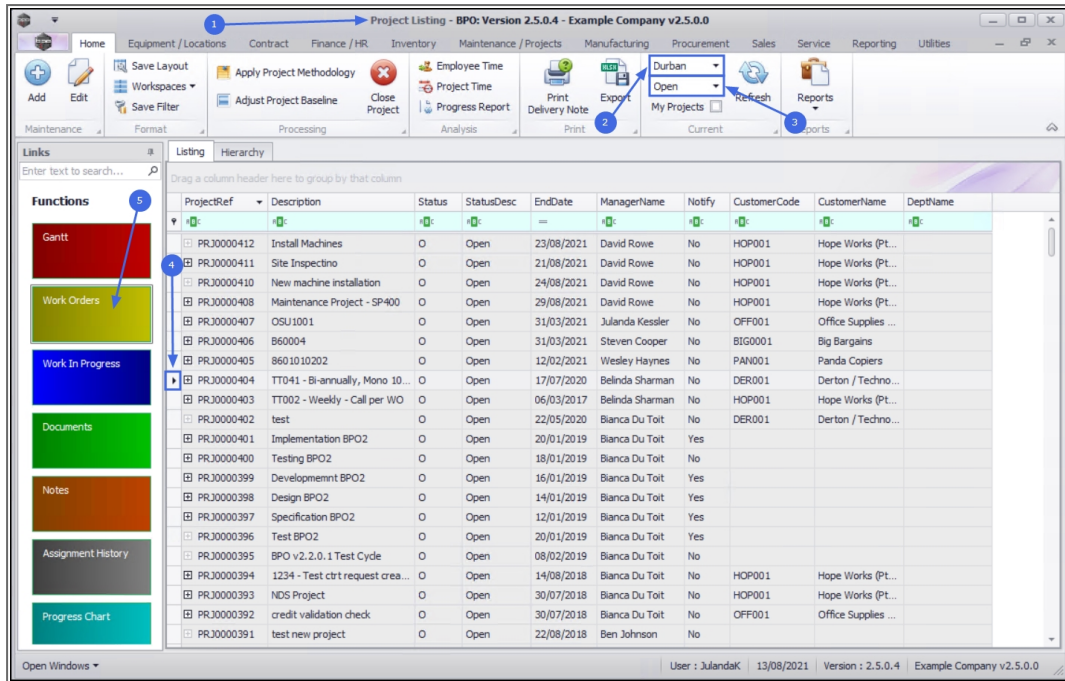 1
Project Listing - BPO: Version 2.5.0.4 - Example Company v2.5.0.0
Home Equipment / Locations Contract Finance / HR Inventory Maintenance / Projects Manufacturing Procurement Sales Service Reporting Utilities
Add
Edit
Save Layout
Workspaces
Save Filter
Apply Project Methodology
Adjust Project Baseline
Close Project
Employee Time
Project Time
Progress Report
Print Delivery Note
Export
Durban
Open
My Projects
Refresh
Reports
2
3
Maintenance Format Processing Analysis Print Current Reports
Links
Listing Hierarchy
Enter text to search...
Drag a column header here to group by that column
Functions
5
ProjectRef Description Status StatusDesc EndDate ManagerName Notify CustomerCode CustomerName DeptName
Gantt
4
Work Orders
Work In Progress
Documents
Notes
Assignment History
Progress Chart
PRJ0000412 Install Machines O Open 23/08/2021 David Rowe No HOP001 Hope Works (Pt...
PRJ0000411 Site Inspectino O Open 21/08/2021 David Rowe No HOP001 Hope Works (Pt...
PRJ0000410 New machine installation O Open 24/08/2021 David Rowe No HOP001 Hope Works (Pt...
PRJ0000408 Maintenance Project - SP400 O Open 29/08/2021 David Rowe No HOP001 Hope Works (Pt...
PRJ0000407 OSU1001 O Open 31/03/2021 Julanda Kessler No OFF001 Office Supplies ...
PRJ0000406 B60004 O Open 31/03/2021 Steven Cooper No BIG0001 Big Bargains
PRJ0000405 8601010202 O Open 12/02/2021 Wesley Haynes No PAN001 Panda Copiers
PRJ0000404 TT041 - Bi-annually, Mono 10... O Open 17/07/2020 Belinda Sharman No DER001 Derton / Techno...
PRJ0000403 TT002 - Weekly - Call per WO O Open 06/03/2017 Belinda Sharman No HOP001 Hope Works (Pt...
PRJ0000402 test O Open 22/05/2020 Bianca Du Toit No DER001 Derton / Techno...
PRJ0000401 Implementation BPO2 O Open 20/01/2019 Bianca Du Toit Yes
PRJ0000400 Testing BPO2 O Open 18/01/2019 Bianca Du Toit No
PRJ0000399 Developmemnt BPO2 O Open 16/01/2019 Bianca Du Toit Yes
PRJ0000398 Design BPO2 O Open 14/01/2019 Bianca Du Toit Yes
PRJ0000397 Specification BPO2 O Open 12/01/2019 Bianca Du Toit Yes
PRJ0000396 Test BPO2 O Open 20/01/2019 Bianca Du Toit Yes
PRJ0000395 BPO v2.2.0.1 Test Cycle O Open 08/02/2019 Bianca Du Toit No
PRJ0000394 1234 - Test ctrt request crea... O Open 14/08/2018 Bianca Du Toit No HOP001 Hope Works (Pt...
PRJ0000393 NDS Project O Open 30/07/2018 Bianca Du Toit No HOP001 Hope Works (Pt...
PRJ0000392 credit validation check O Open 30/07/2018 Bianca Du Toit No OFF001 Office Supplies ...
PRJ0000391 test new project O Open 22/08/2018 Ben Johnson No
Open Windows
User : JulandaK 13/08/2021 Version : 2.5.0.4 Example Company v2.5.0.0